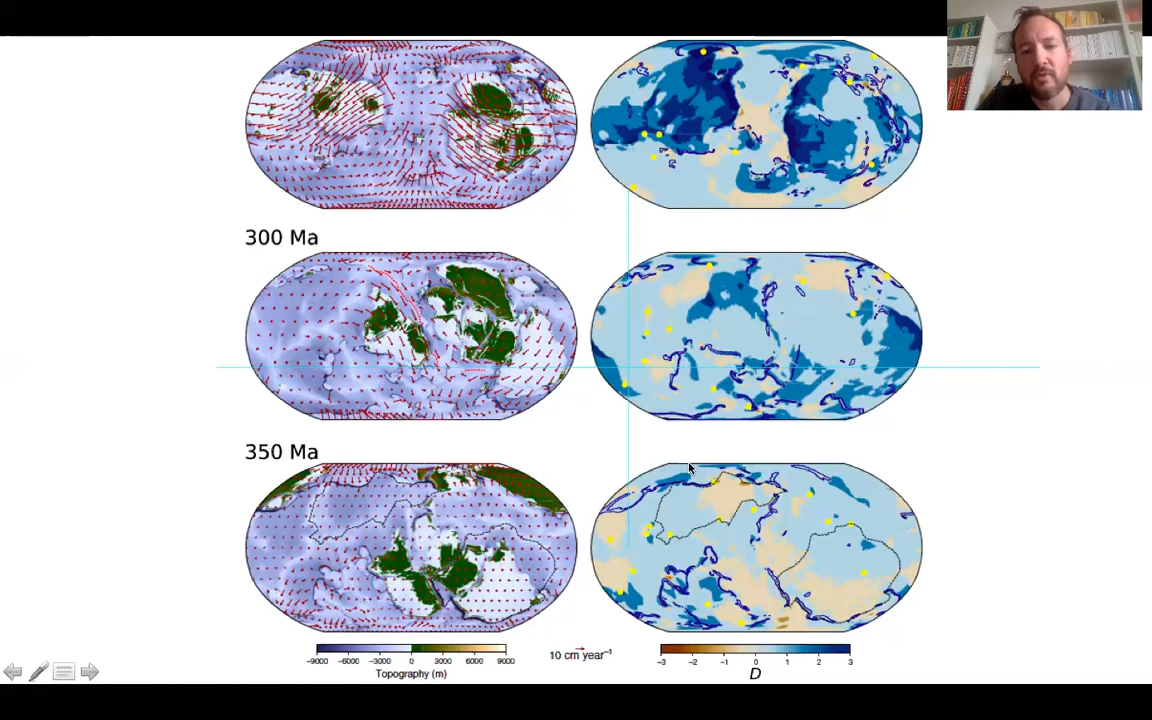 300 Ma
350 Ma
-9000 -6000 -3000 0 3000 6000 9000
Topography (m)
10 cm year⁻¹
-3 -2 -1 0 1 2 3
D